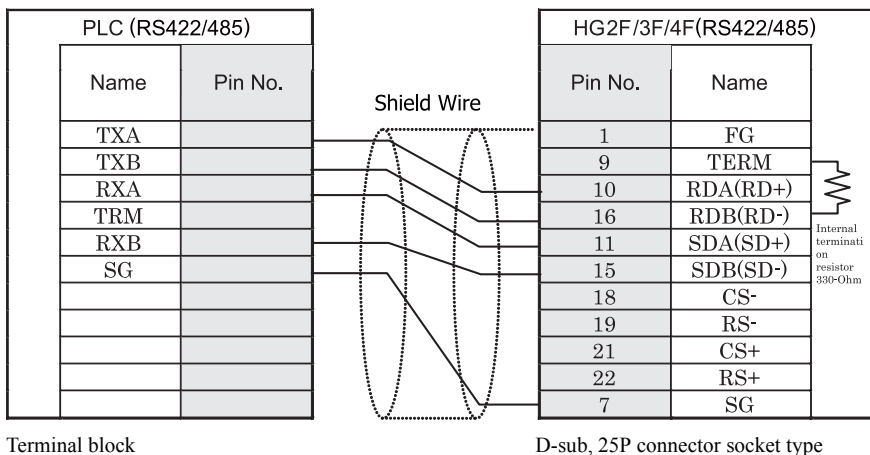 PLC (RS422/485)
Name Pin No.
TXA
TXB
RXA
TRM
RXB
SG
Shield Wire
HG2F/3F/4F(RS422/485)
Pin No. Name
1 FG
9 TERM
10 RDA(RD+)
16 RDB(RD-)
11 SDA(SD+)
15 SDB(SD-)
18 CS-
19 RS-
21 CS+
22 RS+
7 SG
Internal
terminati
on
resistor
330-Ohm
Terminal block
D-sub, 25P connector socket type